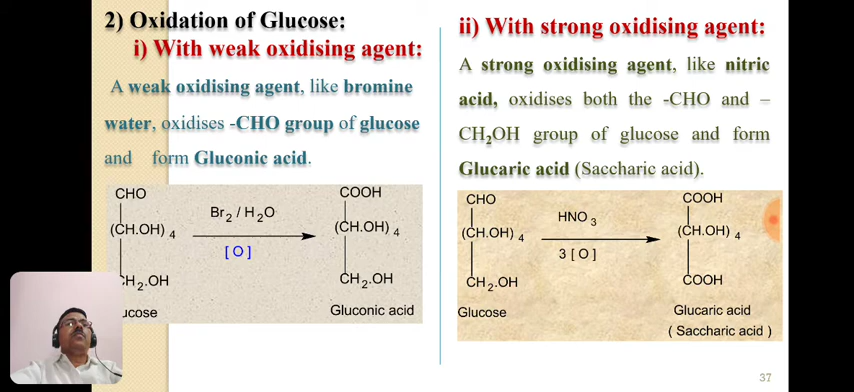 2) Oxidation of Glucose:
i) With weak oxidising agent:
A weak oxidising agent, like bromine
water, oxidises -CHO group of glucose
and form Gluconic acid.
CHO
(CH.OH) 4
CH2.OH
ucose
Br2 / H2O
[ O ]
COOH
(CH.OH) 4
CH2.OH
Gluconic acid
ii) With strong oxidising agent:
A strong oxidising agent, like nitric
acid, oxidises both the -CHO and –
CH2OH group of glucose and form
Glucaric acid (Saccharic acid).
CHO
(CH.OH) 4
CH2.OH
Glucose
HNO3
3 [ O ]
COOH
(CH.OH) 4
COOH
Glucaric acid
( Saccharic acid )
37